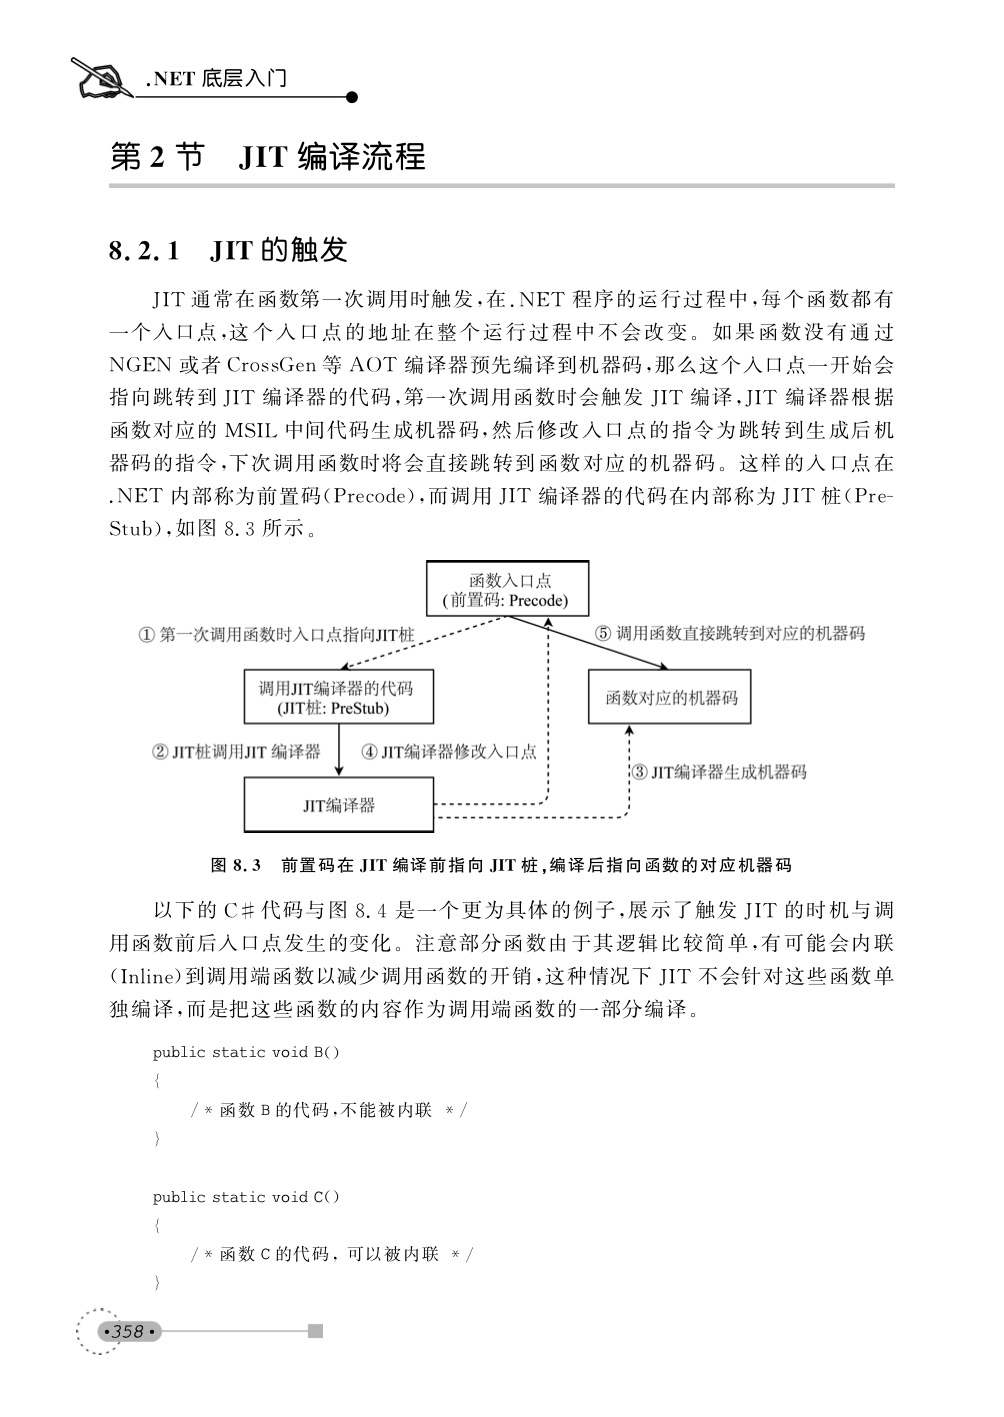 .NET 底层入门
第 2 节　JIT 编译流程
8.2.1　JIT 的触发
JIT 通常在函数第一次调用时触发,在.NET 程序的运行过程中,每个函数都有
一个入口点,这个入口点的地址在整个运行过程中不会改变。如果函数没有通过
NGEN 或者 CrossGen 等 AOT 编译器预先编译到机器码,那么这个入口点一开始会
指向跳转到 JIT 编译器的代码,第一次调用函数时会触发 JIT 编译,JIT 编译器根据
函数对应的 MSIL 中间代码生成机器码,然后修改入口点的指令为跳转到生成后机
器码的指令,下次调用函数时将会直接跳转到函数对应的机器码。这样的入口点在
.NET 内部称为前置码(Precode),而调用 JIT 编译器的代码在内部称为 JIT 桩(Pre-
Stub),如图 8.3 所示。
函数入口点
(前置码: Precode)
① 第一次调用函数时入口点指向JIT桩
⑤ 调用函数直接跳转到对应的机器码
调用JIT编译器的代码
(JIT桩: PreStub)
函数对应的机器码
② JIT桩调用JIT 编译器
④ JIT编译器修改入口点
③ JIT编译器生成机器码
JIT编译器
图 8.3　前置码在 JIT 编译前指向 JIT 桩,编译后指向函数的对应机器码
以下的 C♯代码与图 8.4 是一个更为具体的例子,展示了触发 JIT 的时机与调
用函数前后入口点发生的变化。注意部分函数由于其逻辑比较简单,有可能会内联
(Inline)到调用端函数以减少调用函数的开销,这种情况下 JIT 不会针对这些函数单
独编译,而是把这些函数的内容作为调用端函数的一部分编译。
public static void B()
{
/* 函数 B 的代码,不能被内联 */
}
public static void C()
{
/* 函数 C 的代码, 可以被内联 */
}
•358•